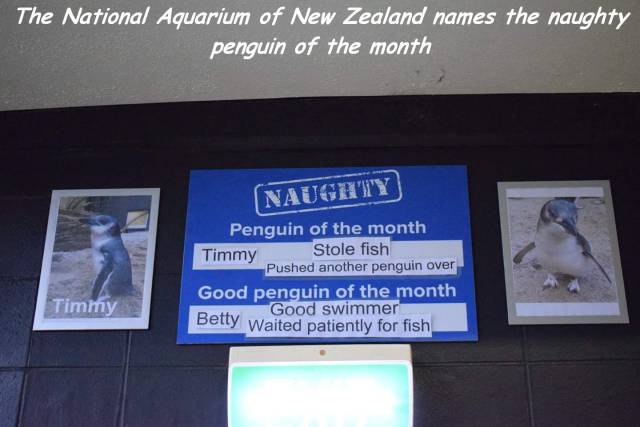 The National Aquarium of New Zealand names the naughty
penguin of the month
NAUGHTY
Penguin of the month
Timmy
Stole fish
Pushed another penguin over
Good penguin of the month
Betty
Good swimmer
Waited patiently for fish
Timmy